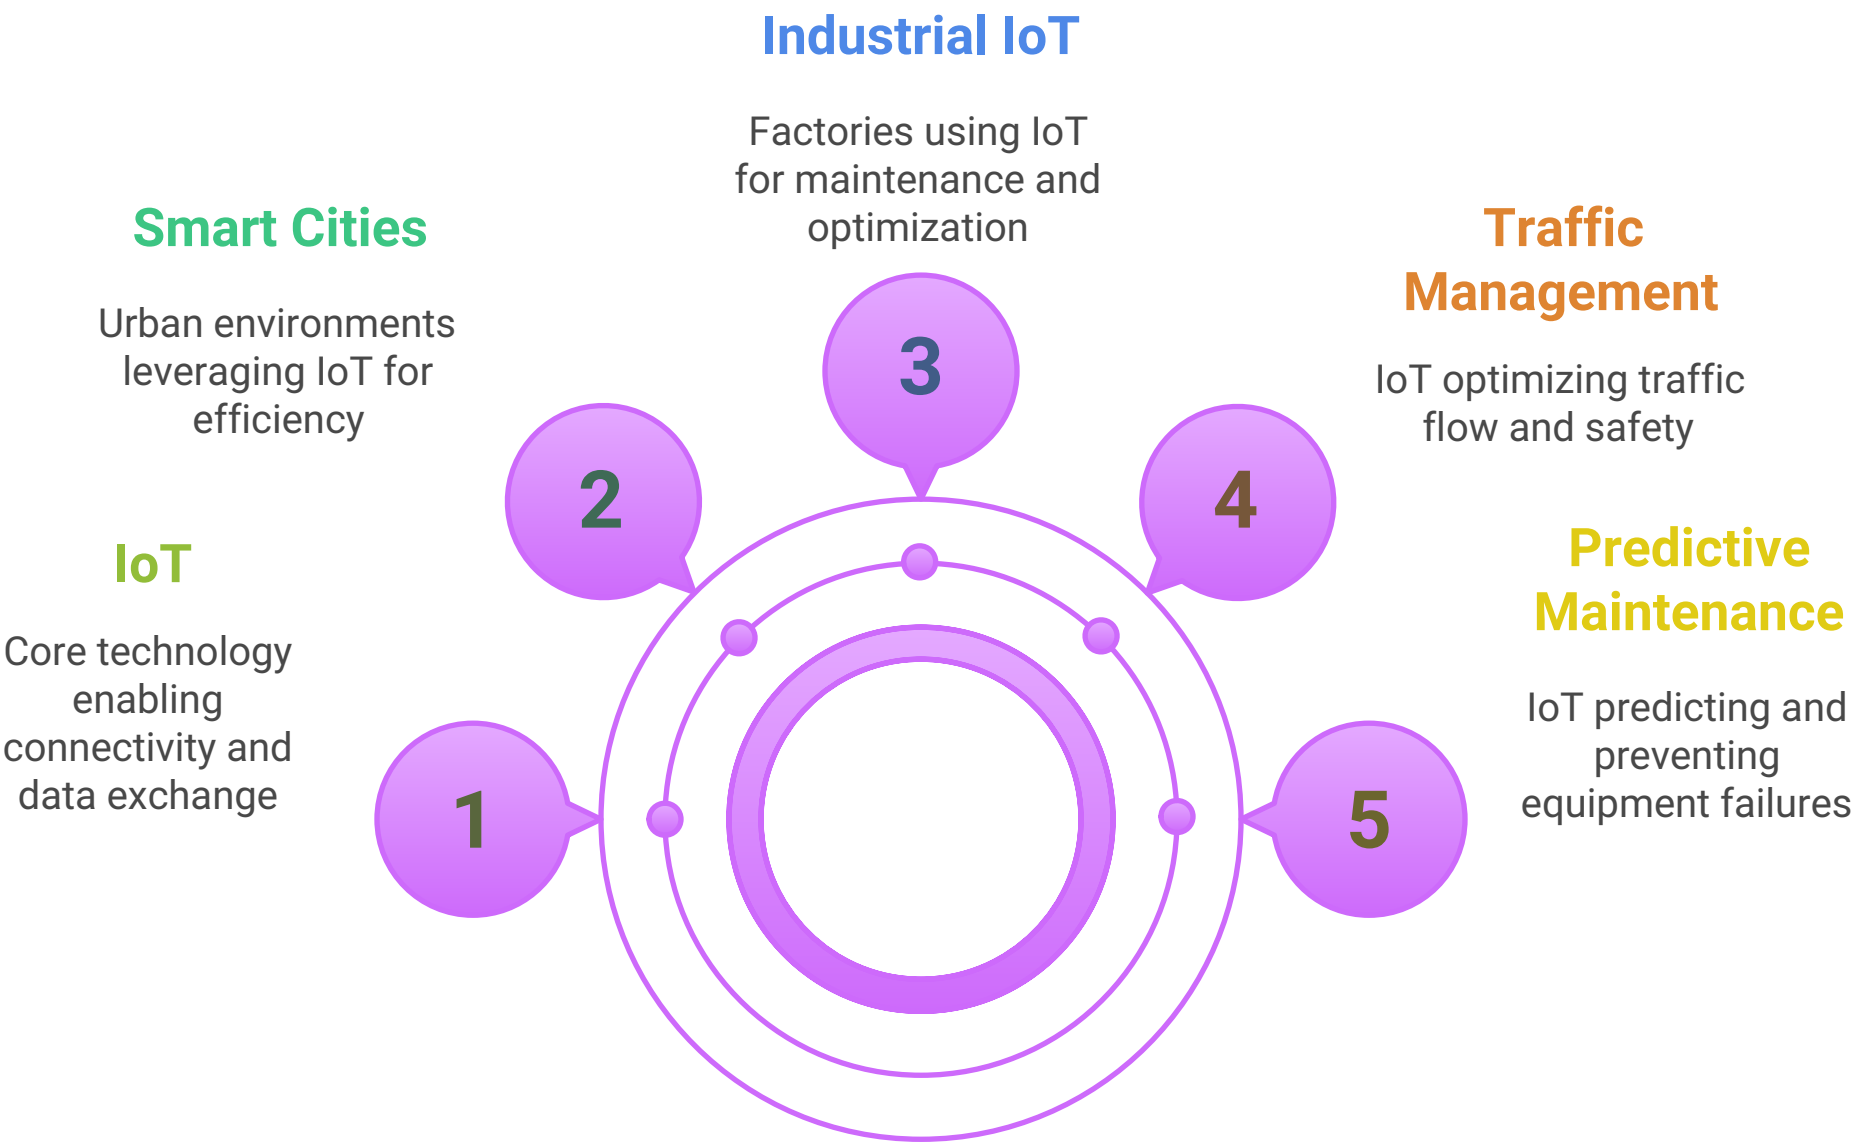 Industrial IoT
Factories using IoT
for maintenance and
optimization
Smart Cities
Urban environments
leveraging IoT for
efficiency
Traffic
Management
IoT optimizing traffic
flow and safety
IoT
Core technology
enabling
connectivity and
data exchange
Predictive
Maintenance
IoT predicting and
preventing
equipment failures
1
2
3
4
5